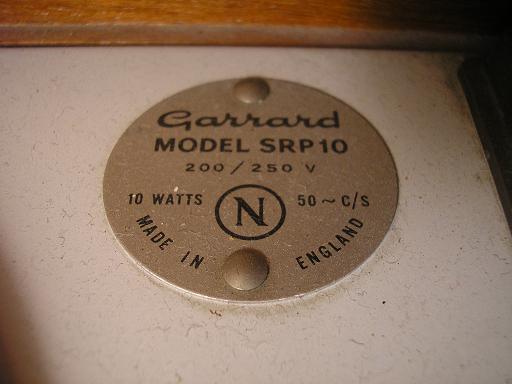 Garrard
MODEL SRP10
200/250 V
10 WATTS N 50~C/S
MADE IN ENGLAND